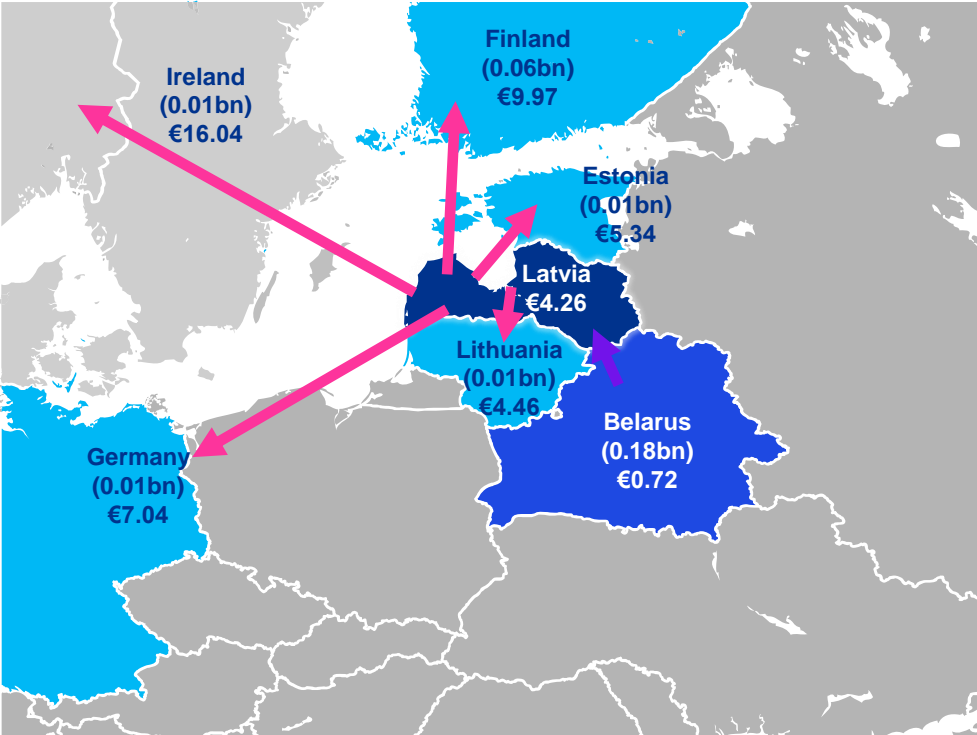 Finland
(0.06bn)
€9.97
Ireland
(0.01bn)
€16.04
Estonia
(0.01bn)
€5.34
Latvia
€4.26
Lithuania
(0.01bn)
€4.46
Belarus
(0.18bn)
€0.72
Germany
(0.01bn)
€7.04